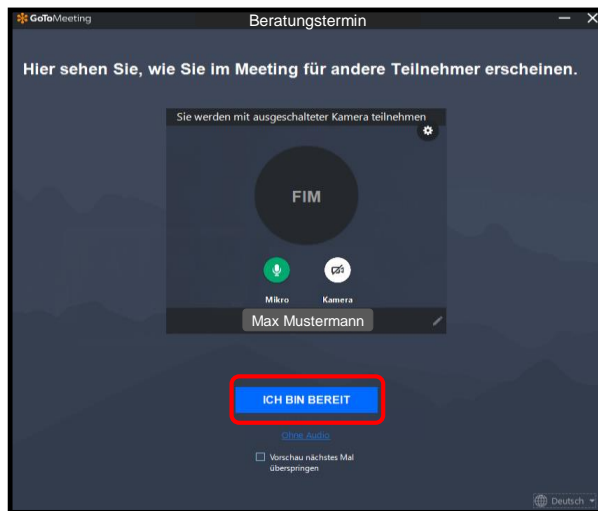 GoToMeeting
Beratungstermin
Hier sehen Sie, wie Sie im Meeting für andere Teilnehmer erscheinen.
Sie werden mit ausgeschalteter Kamera teilnehmen
FIM
Mikro Kamera
Max Mustermann
ICH BIN BEREIT
Ohne Audio
Vorschau nächstes Mal
überspringen
Deutsch